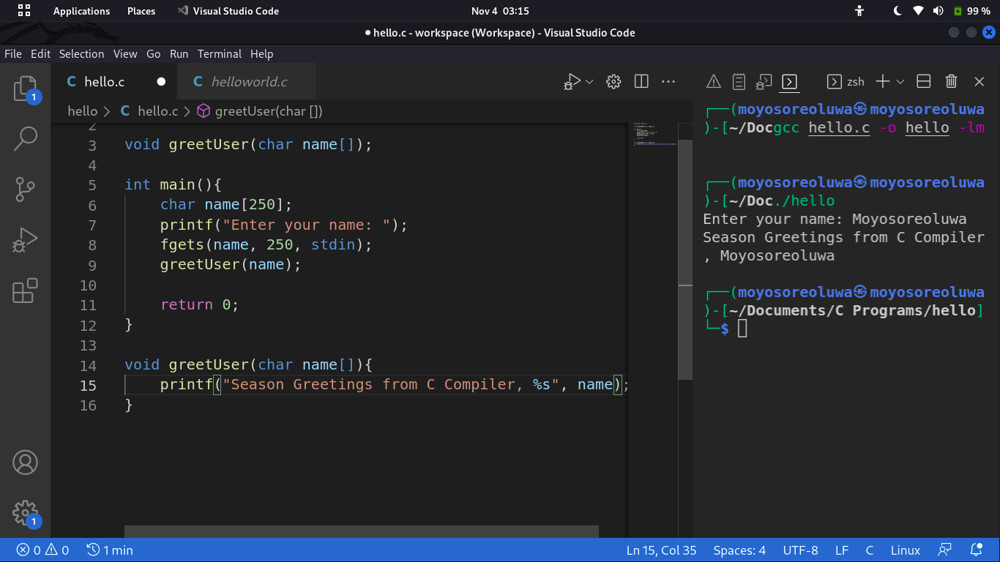 Applications Places Visual Studio Code Nov 4 03:15 99 %
hello.c - workspace (Workspace) - Visual Studio Code
File Edit Selection View Go Run Terminal Help
hello.c helloworld.c zsh
1
hello > hello.c > greetUser(char [])
2
3 void greetUser(char name[]);
4
5 int main(){
6 char name[250];
7 printf("Enter your name: ");
8 fgets(name, 250, stdin);
9 greetUser(name);
10
11 return 0;
12 }
13
14 void greetUser(char name[]){
15 printf("Season Greetings from C Compiler, %s", name);
16 }
┌──(moyosoreoluwa㉿moyosoreoluwa
)-[~/Docgcc hello.c -o hello -lm
┌──(moyosoreoluwa㉿moyosoreoluwa
)-[~/Doc./hello
Enter your name: Moyosoreoluwa
Season Greetings from C Compiler
, Moyosoreoluwa
┌──(moyosoreoluwa㉿moyosoreoluwa
)-[~/Documents/C Programs/hello]
└─$
1
0 0 1 min Ln 15, Col 35 Spaces: 4 UTF-8 LF C Linux